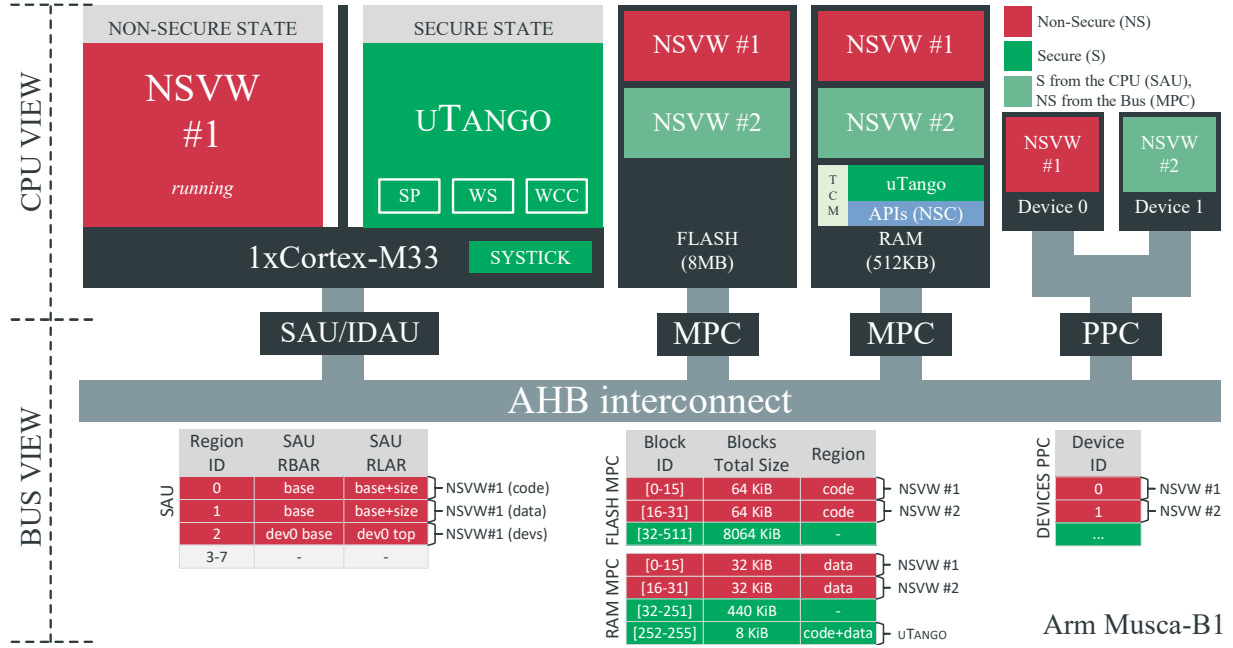 CPU VIEW
NON-SECURE STATE
NSVW
#1
running
SECURE STATE
UTANGO
SP
WS
WCC
1xCortex-M33
SYSTICK
NSVW #1
NSVW #2
FLASH
(8MB)
NSVW #1
NSVW #2
TCM
uTango
APIs (NSC)
RAM
(512KB)
Non-Secure (NS)
Secure (S)
S from the CPU (SAU),
NS from the Bus (MPC)
NSVW
#1
Device 0
NSVW
#2
Device 1
SAU/IDAU
MPC
MPC
PPC
AHB interconnect
BUS VIEW
SAU
Region ID SAU RBAR SAU RLAR
0 base base+size NSVW#1 (code)
1 base base+size NSVW#1 (data)
2 dev0 base dev0 top NSVW#1 (devs)
3-7 - -
FLASH MPC
Block ID Blocks Total Size Region
[0-15] 64 KiB code NSVW #1
[16-31] 64 KiB code NSVW #2
[32-511] 8064 KiB -
RAM MPC
[0-15] 32 KiB data NSVW #1
[16-31] 32 KiB data NSVW #2
[32-251] 440 KiB -
[252-255] 8 KiB code+data UTANGO
DEVICES PPC
Device ID
0 NSVW #1
1 NSVW #2
...
Arm Musca-B1